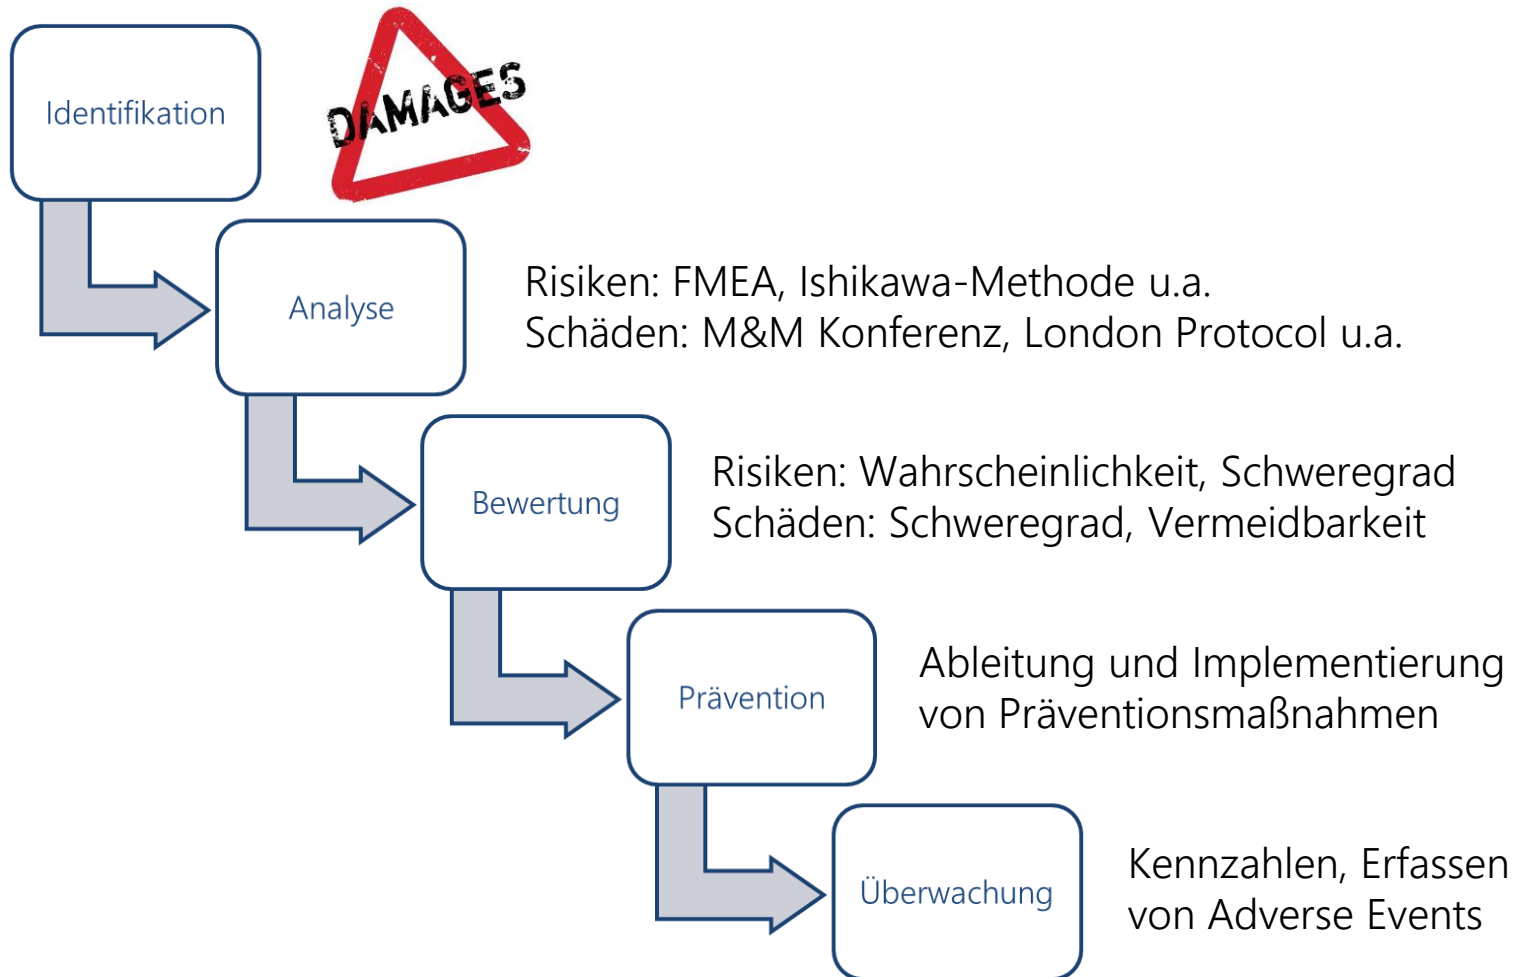 Identifikation
DAMAGES
Analyse
Risiken: FMEA, Ishikawa-Methode u.a.
Schäden: M&M Konferenz, London Protocol u.a.
Bewertung
Risiken: Wahrscheinlichkeit, Schweregrad
Schäden: Schweregrad, Vermeidbarkeit
Prävention
Ableitung und Implementierung
von Präventionsmaßnahmen
Überwachung
Kennzahlen, Erfassen
von Adverse Events